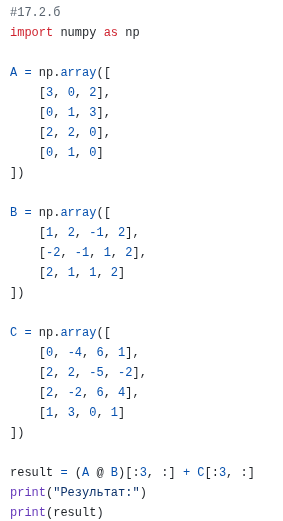 #17.2.б
import numpy as np

A = np.array([
    [3, 0, 2],
    [0, 1, 3],
    [2, 2, 0],
    [0, 1, 0]
])

B = np.array([
    [1, 2, -1, 2],
    [-2, -1, 1, 2],
    [2, 1, 1, 2]
])

C = np.array([
    [0, -4, 6, 1],
    [2, 2, -5, -2],
    [2, -2, 6, 4],
    [1, 3, 0, 1]
])

result = (A @ B)[:3, :] + C[:3, :]
print("Результат:")
print(result)